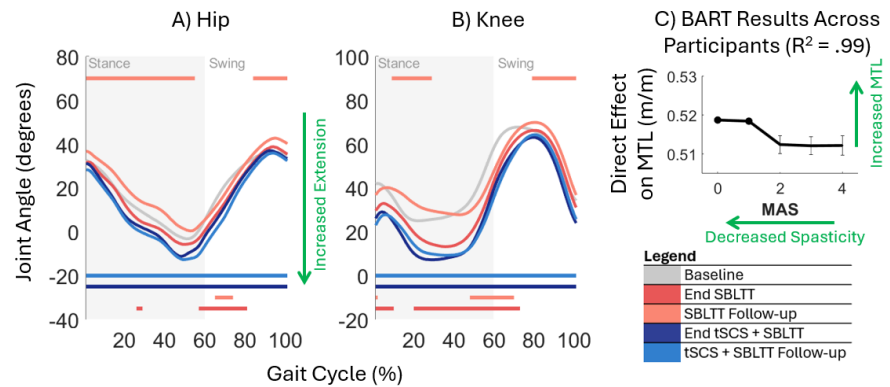 A) Hip
B) Knee
C) BART Results Across
Participants (R² = .99)
Joint Angle (degrees)
80
60
40
20
0
-20
-40
Stance
Swing
20 40 60 80 100
Increased Extension
100
80
60
40
20
0
-20
Stance
Swing
0 20 40 60 80 100
Gait Cycle (%)
Direct Effect
on MTL (m/m)
0.53
0.52
0.51
0 2 4
MAS
Increased MTL
Decreased Spasticity
Legend
Baseline
End SBLTT
SBLTT Follow-up
End tSCS + SBLTT
tSCS + SBLTT Follow-up